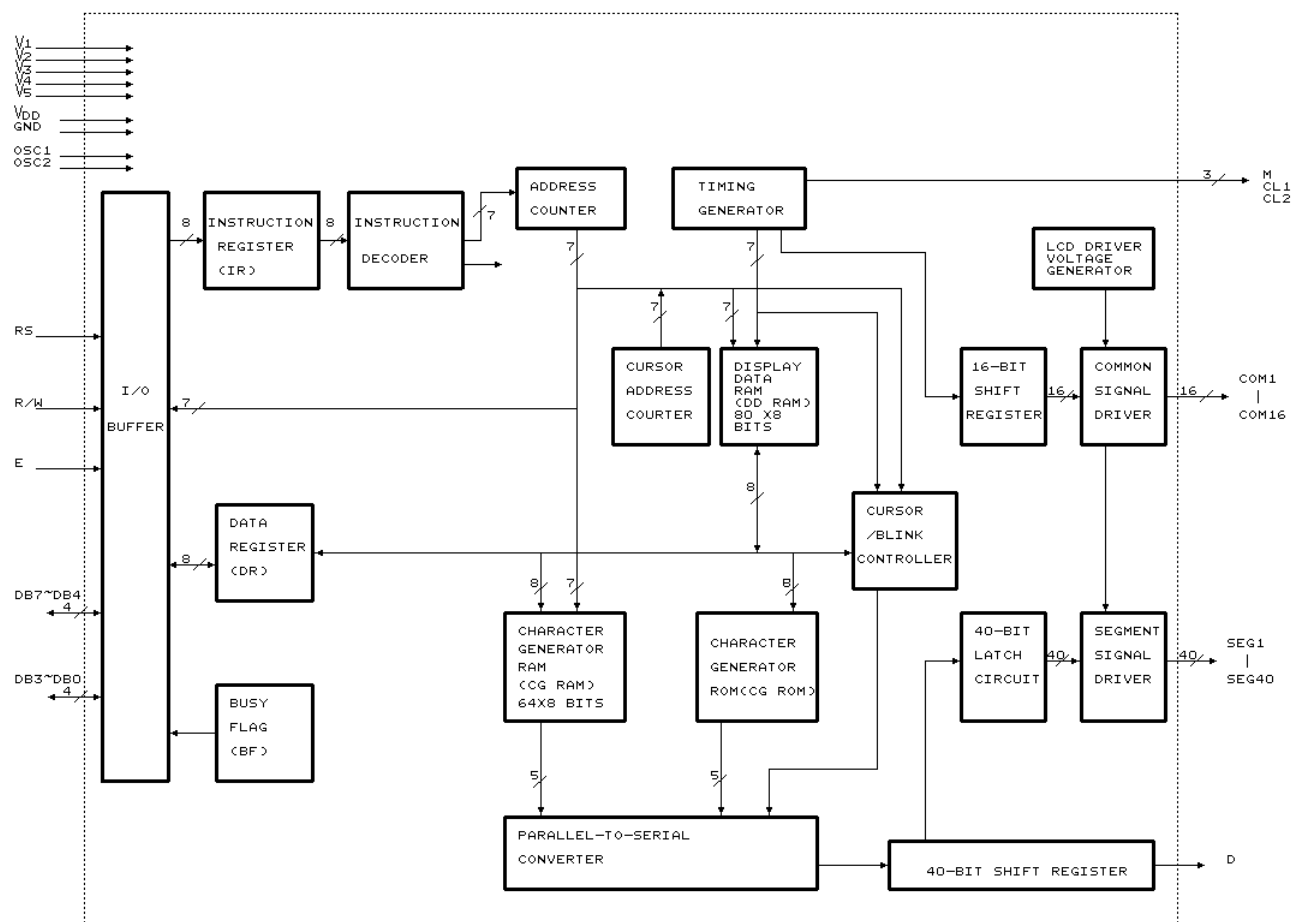 V1
V2
V3
V4
V5
VDD
GND
OSC1
OSC2
RS
R/W
E
DB7~DB4
4
DB3~DB0
4
I/O
BUFFER
8
INSTRUCTION
REGISTER
(IR)
8
INSTRUCTION
DECODER
7
ADDRESS
COUNTER
7
TIMING
GENERATOR
7
3
M
CL1
CL2
LCD DRIVER
VOLTAGE
GENERATOR
7
7
CURSOR
ADDRESS
COURTER
DISPLAY
DATA
RAM
(DD RAM)
80 X8
BITS
16-BIT
SHIFT
REGISTER
16
COMMON
SIGNAL
DRIVER
16
COM1
|
COM16
7
8
CURSOR
/BLINK
CONTROLLER
DATA
REGISTER
(DR)
8
8
7
8
CHARACTER
GENERATOR
RAM
(CG RAM)
64X8 BITS
CHARACTER
GENERATOR
ROM(CG ROM)
40-BIT
LATCH
CIRCUIT
40
SEGMENT
SIGNAL
DRIVER
40
SEG1
|
SEG40
BUSY
FLAG
(BF)
5
5
PARALLEL-TO-SERIAL
CONVERTER
40-BIT SHIFT REGISTER
D